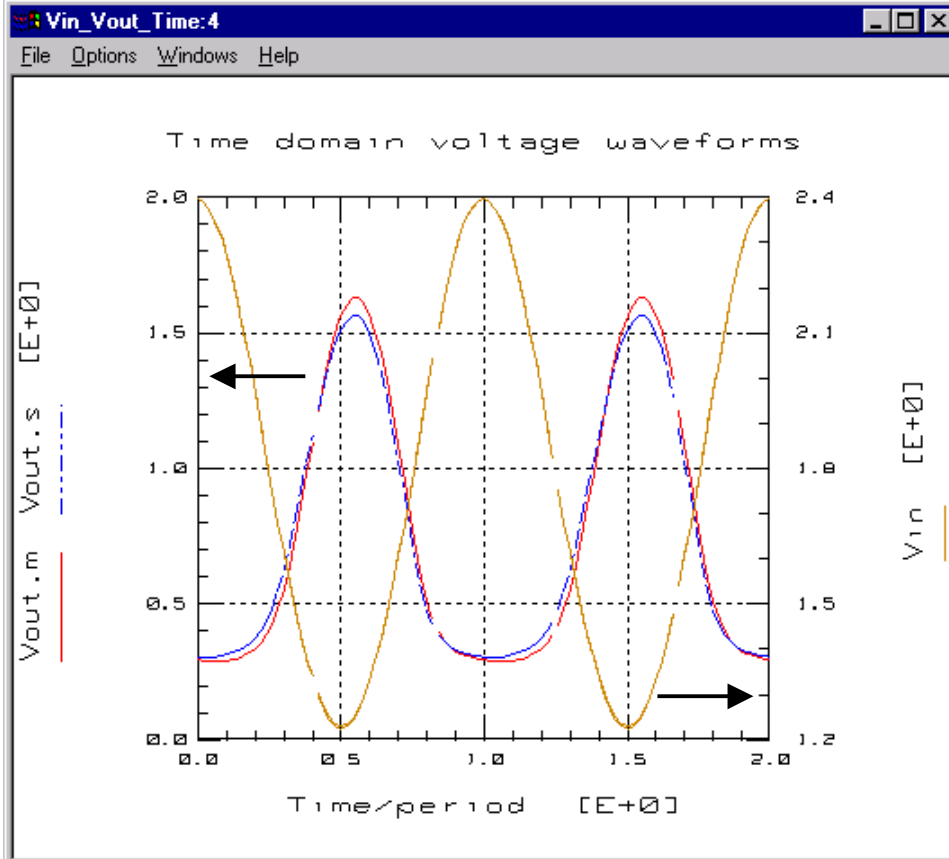 Vin_Vout_Time:4
File Options Windows Help
Time domain voltage waveforms
2.0
1.5
1.0
0.5
0.0
2.4
2.1
1.8
1.5
1.2
0.0 0.5 1.0 1.5 2.0
Time/period [E+0]
Vout.m Vout.s [E+0]
Vin [E+0]